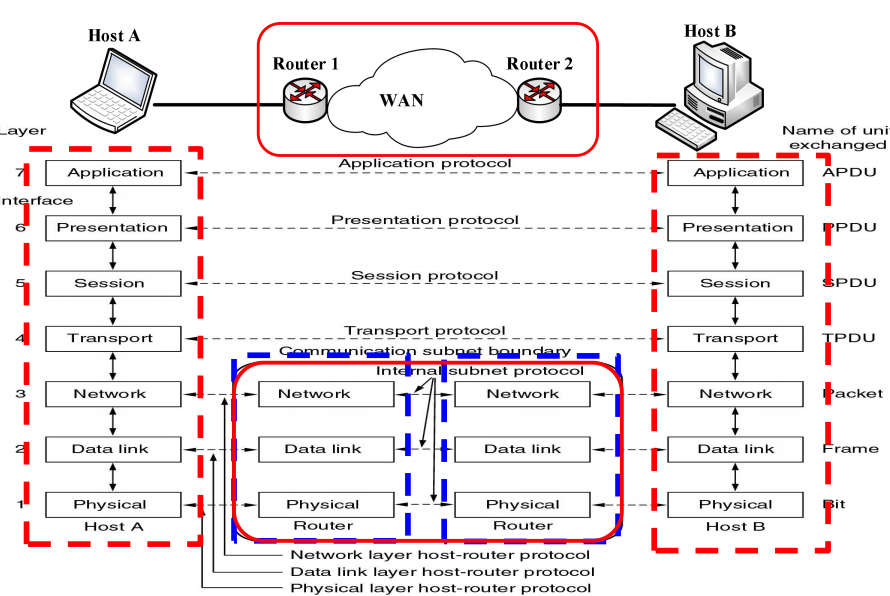 Host A
Host B
Router 1
Router 2
WAN
Layer
Name of unit
exchanged
Application protocol
7
Application
Application
APDU
Interface
Presentation protocol
6
Presentation
Presentation
PPDU
Session protocol
5
Session
Session
SPDU
Transport protocol
4
Transport
Transport
TPDU
Communication subnet boundary
Internal subnet protocol
3
Network
Network
Network
Network
Packet
2
Data link
Data link
Data link
Data link
Frame
1
Physical
Physical
Physical
Physical
Bit
Host A
Router
Router
Host B
Network layer host-router protocol
Data link layer host-router protocol
Physical layer host-router protocol